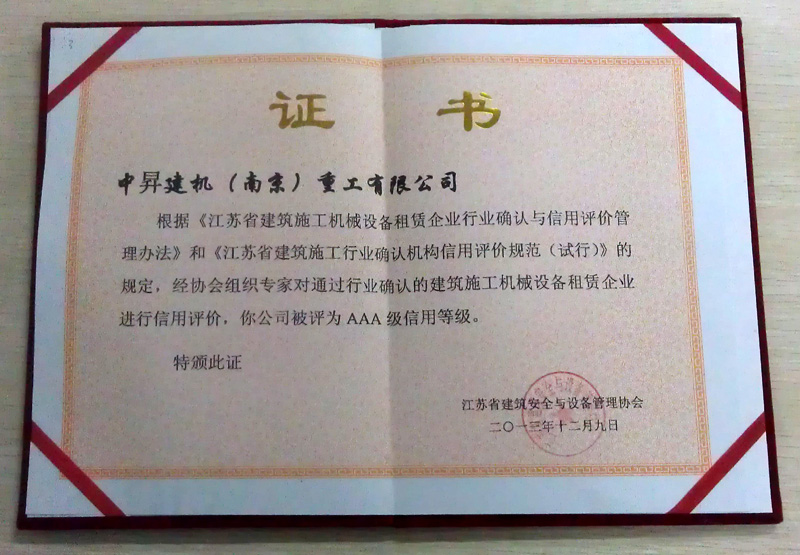 证 书
中昇建机（南京）重工有限公司
根据《江苏省建筑施工机械设备租赁企业行业确认与信用评价管
理办法》和《江苏省建筑施工行业确认机构信用评价规范（试行）》的
规定，经协会组织专家对通过行业确认的建筑施工机械设备租赁企业
进行信用评价，你公司被评为 AAA 级信用等级。
特颁此证
江苏省建筑安全与设备管理协会
二〇一三年十二月九日